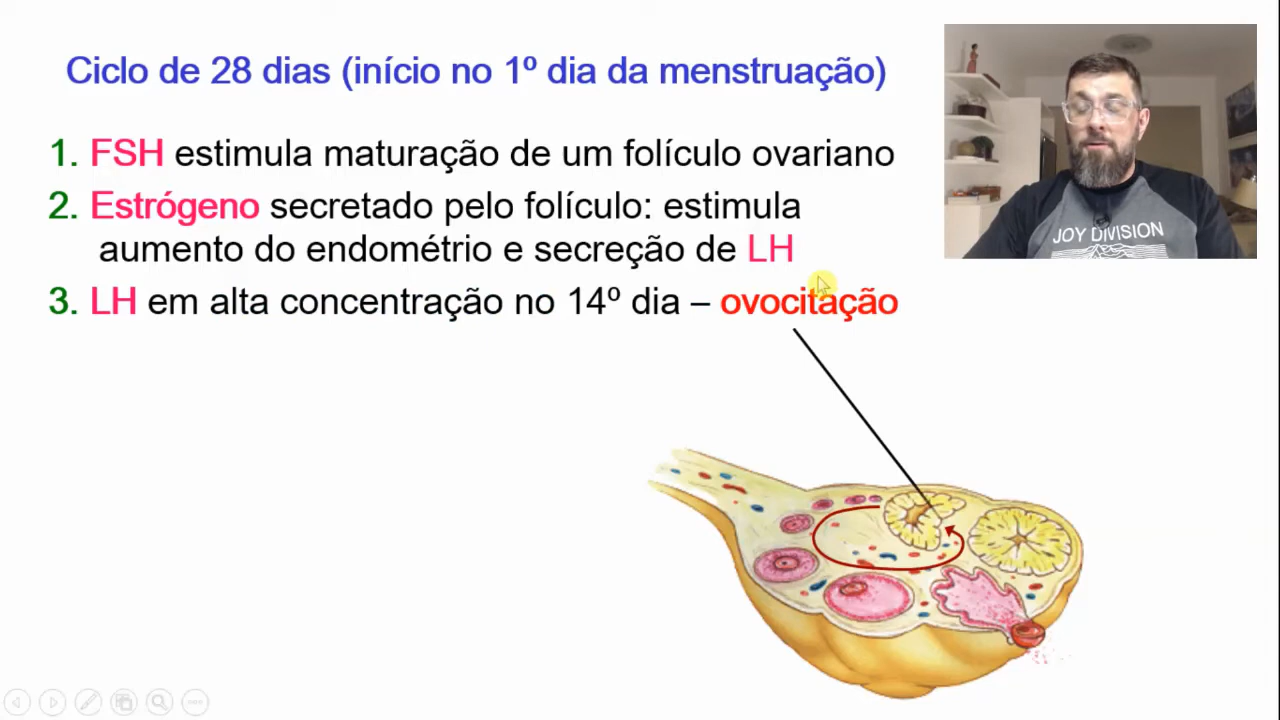 Ciclo de 28 dias (início no 1º dia da menstruação)
1. FSH estimula maturação de um folículo ovariano
2. Estrógeno secretado pelo folículo: estimula
aumento do endométrio e secreção de LH
3. LH em alta concentração no 14º dia – ovocitação
JOY DIVISION